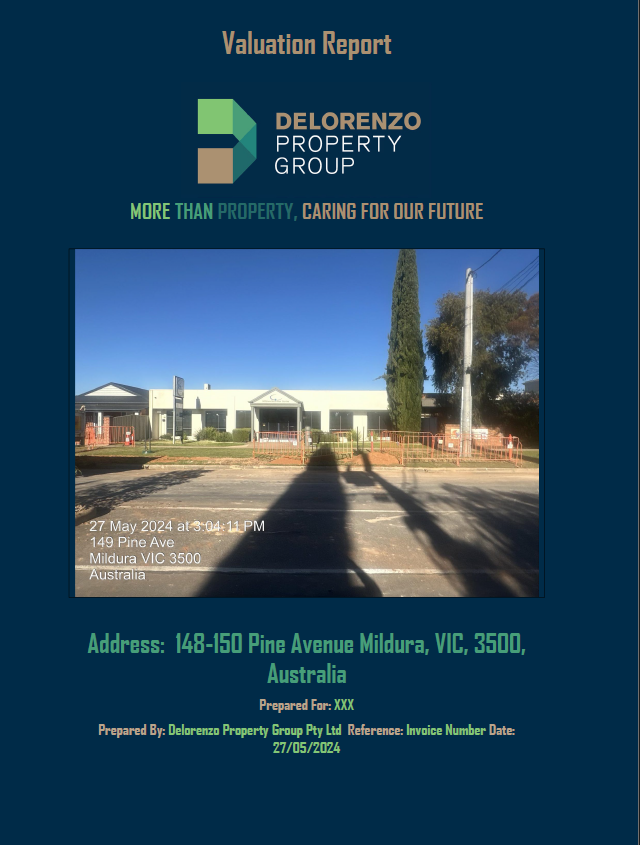 Valuation Report
DELORENZO
PROPERTY
GROUP
MORE THAN PROPERTY, CARING FOR OUR FUTURE
27 May 2024 at 3:04:11 PM
149 Pine Ave
Mildura VIC 3500
Australia
Address: 148-150 Pine Avenue Mildura, VIC, 3500,
Australia
Prepared For: XXX
Prepared By: Delorenzo Property Group Pty Ltd Reference: Invoice Number Date:
27/05/2024